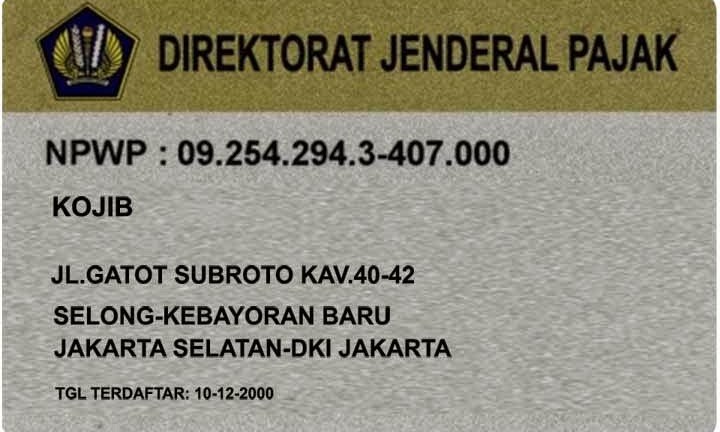 DIREKTORAT JENDERAL PAJAK
NPWP : 09.254.294.3-407.000
KOJIB
JL.GATOT SUBROTO KAV.40-42
SELONG-KEBAYORAN BARU
JAKARTA SELATAN-DKI JAKARTA
TGL TERDAFTAR: 10-12-2000